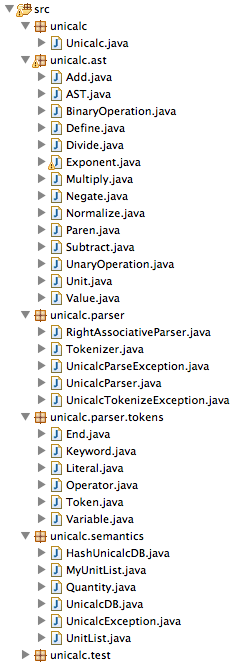 src
unicalc
Unicalc.java
unicalc.ast
Add.java
AST.java
BinaryOperation.java
Define.java
Divide.java
Exponent.java
Multiply.java
Negate.java
Normalize.java
Paren.java
Subtract.java
UnaryOperation.java
Unit.java
Value.java
unicalc.parser
RightAssociativeParser.java
Tokenizer.java
UnicalcParseException.java
UnicalcParser.java
UnicalcTokenizeException.java
unicalc.parser.tokens
End.java
Keyword.java
Literal.java
Operator.java
Token.java
Variable.java
unicalc.semantics
HashUnicalcDB.java
MyUnitList.java
Quantity.java
UnicalcDB.java
UnicalcException.java
UnitList.java
unicalc.test